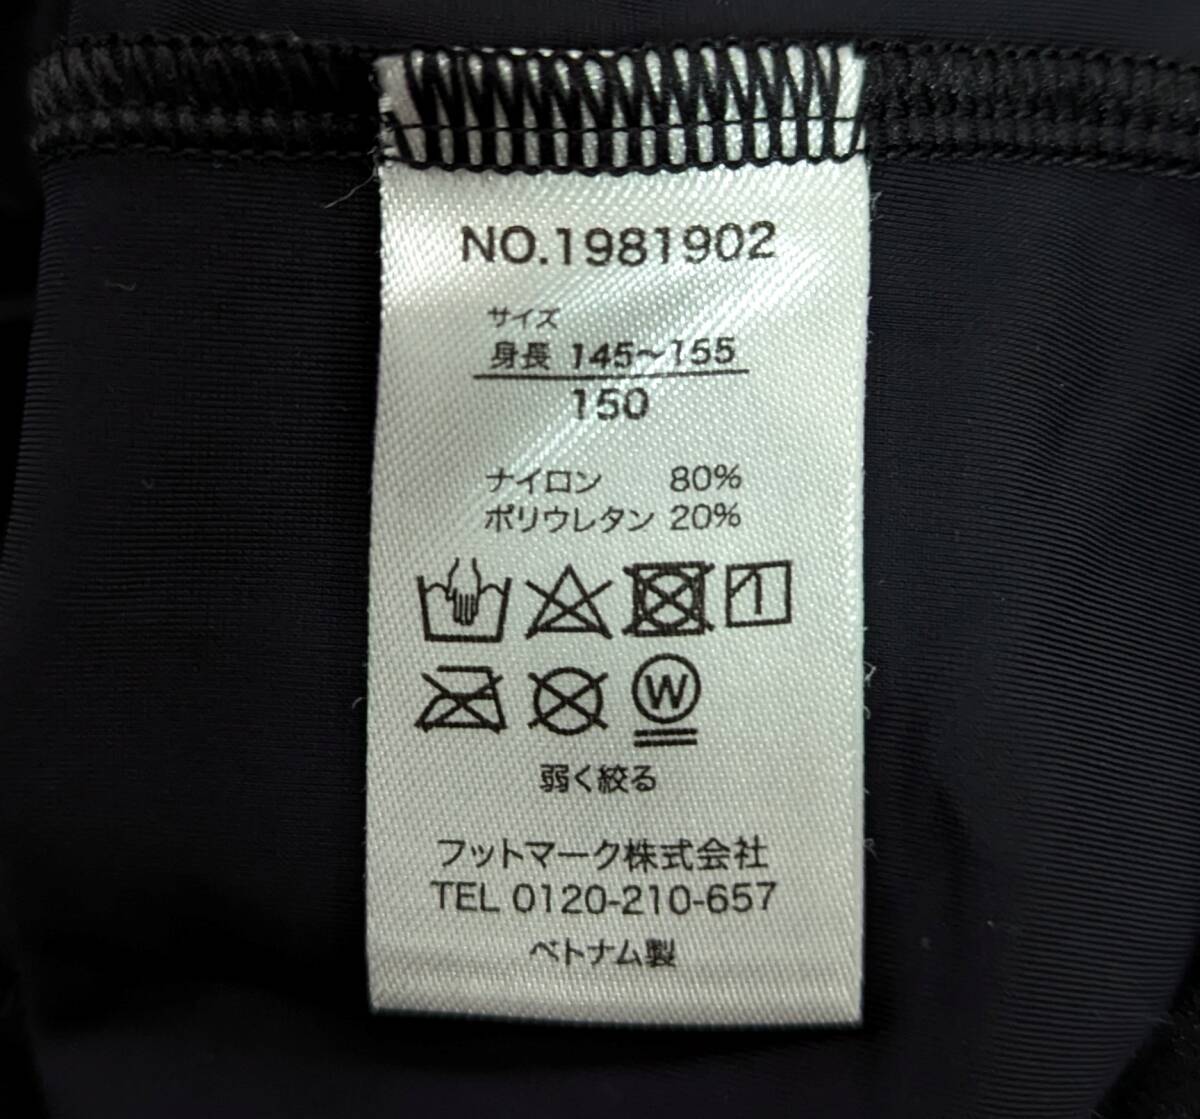 NO.1981902
サイズ
身長 145～155
150
ナイロン 80%
ポリウレタン 20%
W
弱く絞る
フットマーク株式会社
TEL 0120-210-657
ベトナム製